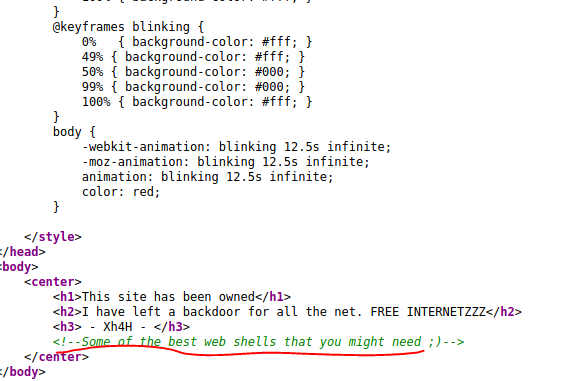 }
@keyframes blinking {
0% { background-color: #fff; }
49% { background-color: #fff; }
50% { background-color: #000; }
99% { background-color: #000; }
100% { background-color: #fff; }
}
body {
-webkit-animation: blinking 12.5s infinite;
-moz-animation: blinking 12.5s infinite;
animation: blinking 12.5s infinite;
color: red;
}
</style>
</head>
<body>
<center>
<h1>This site has been owned</h1>
<h2>I have left a backdoor for all the net. FREE INTERNETZZZ</h2>
<h3> - Xh4H - </h3>
<!--Some of the best web shells that you might need ;)-->
</center>
</body>